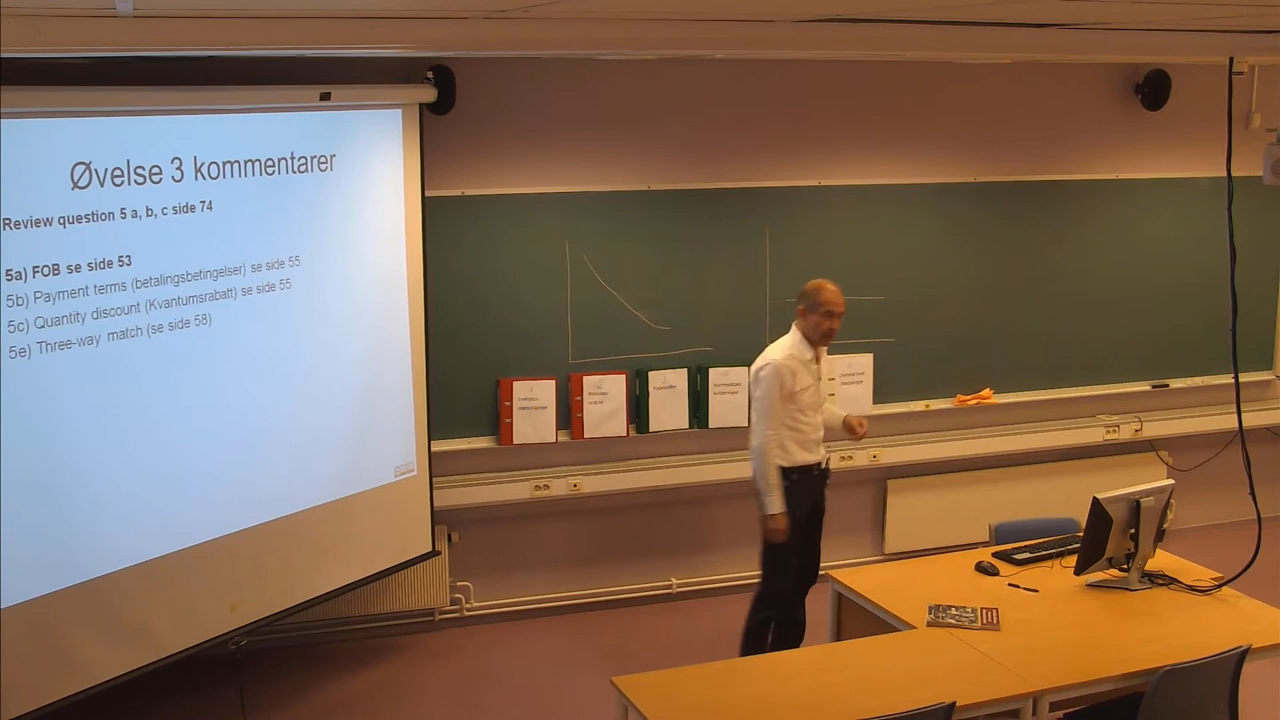 Øvelse 3 kommentarer
Review question 5 a, b, c side 74
5a) FOB se side 53
5b) Payment terms (betalingsbetingelser) se side 55
5c) Quantity discount (Kvantumsrabatt) se side 55
5e) Three-way match (se side 58)